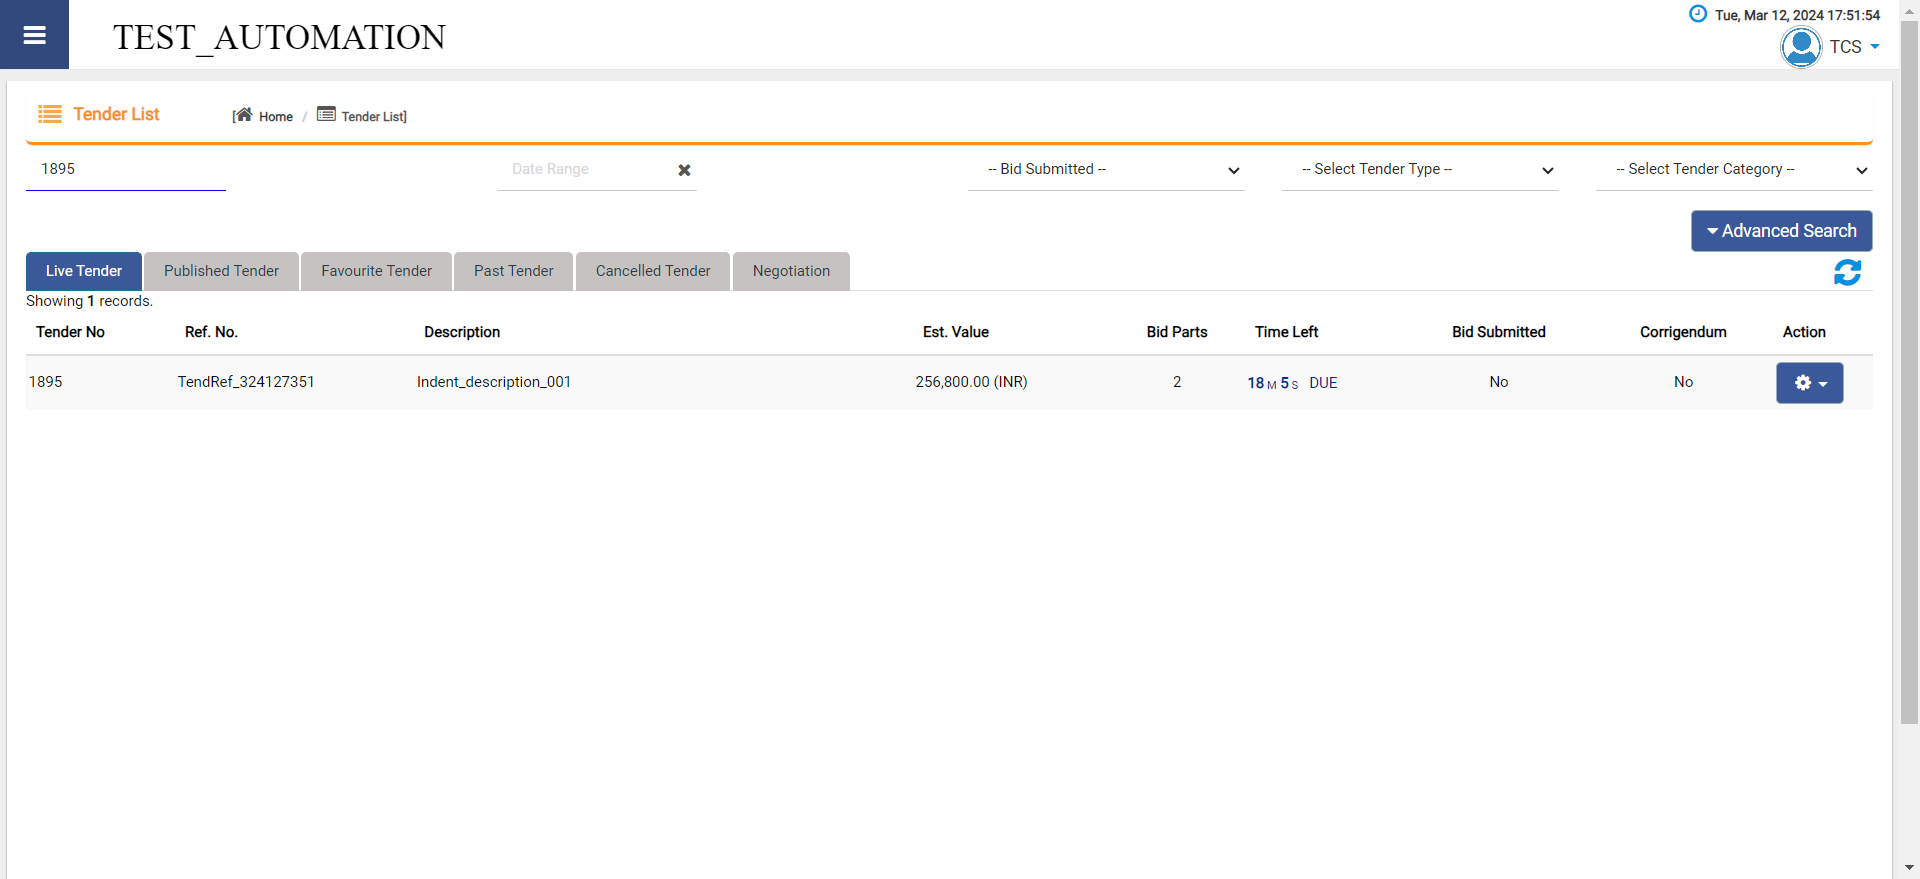 TEST_AUTOMATION
Tue, Mar 12, 2024 17:51:54
TCS
Tender List
[ Home / Tender List]
1895 Date Range -- Bid Submitted -- -- Select Tender Type -- -- Select Tender Category --
Advanced Search
Live Tender Published Tender Favourite Tender Past Tender Cancelled Tender Negotiation
Showing 1 records.
Tender No Ref. No. Description Est. Value Bid Parts Time Left Bid Submitted Corrigendum Action
1895 TendRef_324127351 Indent_description_001 256,800.00 (INR) 2 18 M 5 S DUE No No